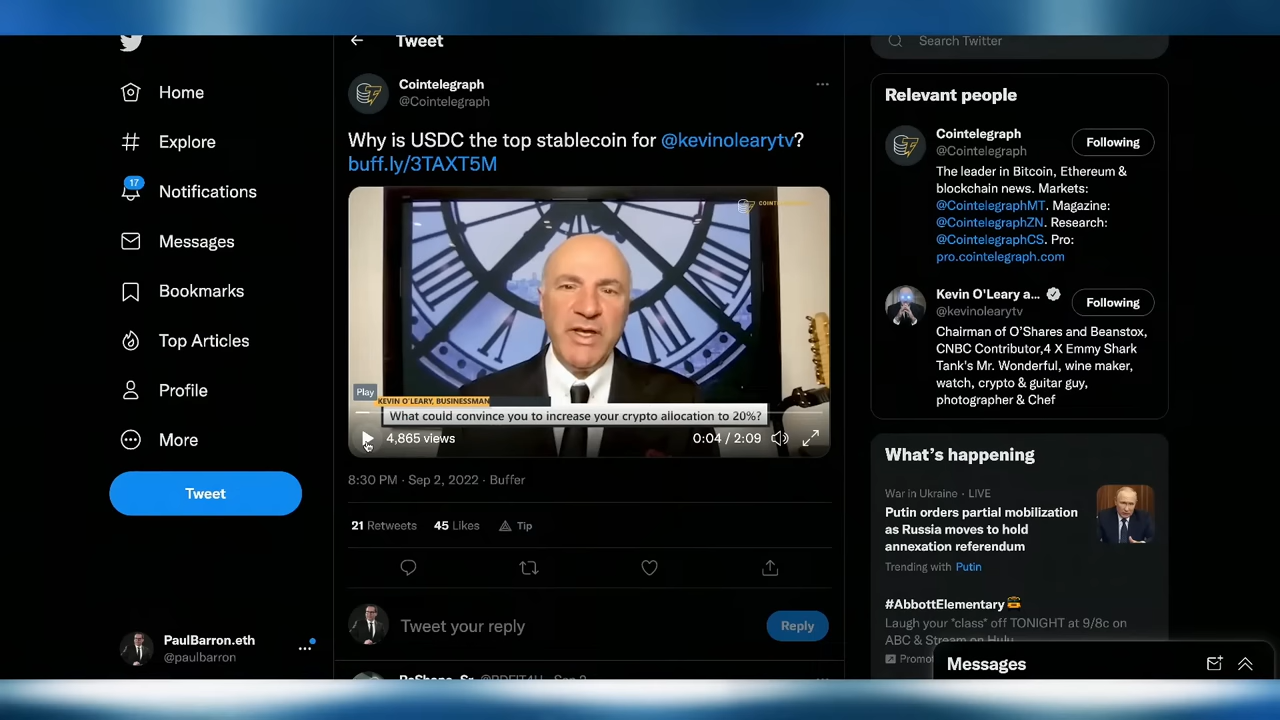 Home
Explore
17
Notifications
Messages
Bookmarks
Top Articles
Profile
More
Tweet
PaulBarron.eth
@paulbarron
Tweet
Cointelegraph
@Cointelegraph
Why is USDC the top stablecoin for @kevinolearytv?
buff.ly/3TAXT5M
Play
KEVIN O'LEARY, BUSINESSMAN
What could convince you to increase your crypto allocation to 20%?
4,865 views
0:04 / 2:09
8:30 PM · Sep 2, 2022 · Buffer
21 Retweets 45 Likes Tip
Tweet your reply
Reply
Search Twitter
Relevant people
Cointelegraph
@Cointelegraph
Following
The leader in Bitcoin, Ethereum &
blockchain news. Markets:
@CointelegraphMT. Magazine:
@CointelegraphZN. Research:
@CointelegraphCS. Pro:
pro.cointelegraph.com
Kevin O'Leary a...
@kevinolearytv
Following
Chairman of O'Shares and Beanstox,
CNBC Contributor,4 X Emmy Shark
Tank's Mr. Wonderful, wine maker,
watch, crypto & guitar guy,
photographer & Chef
What's happening
War in Ukraine · LIVE
Putin orders partial mobilization
as Russia moves to hold
annexation referendum
Trending with Putin
#AbbottElementary
Laugh your "class" off TONIGHT at 9/8c on
ABC & Stream on Hulu
Messages